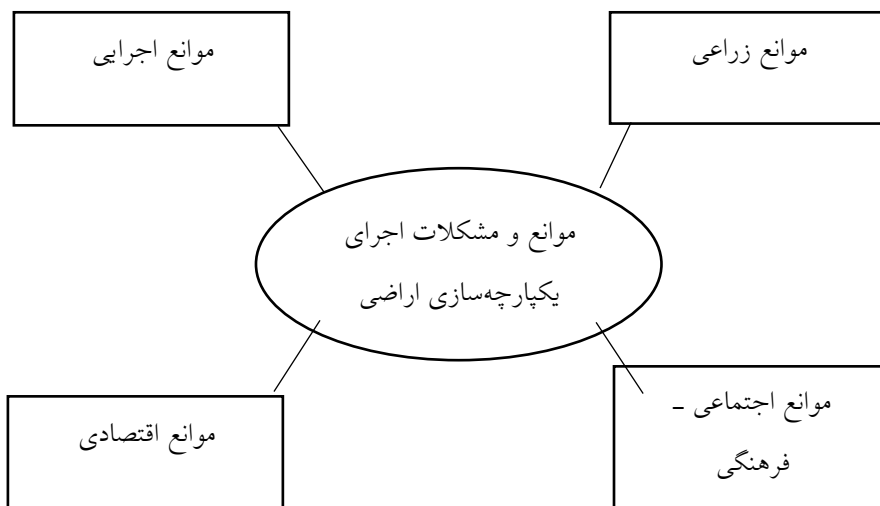 موانع زراعی
موانع اجرایی
موانع و مشکلات اجرای
یکپارچه‌سازی اراضی
موانع اجتماعی –
فرهنگی
موانع اقتصادی